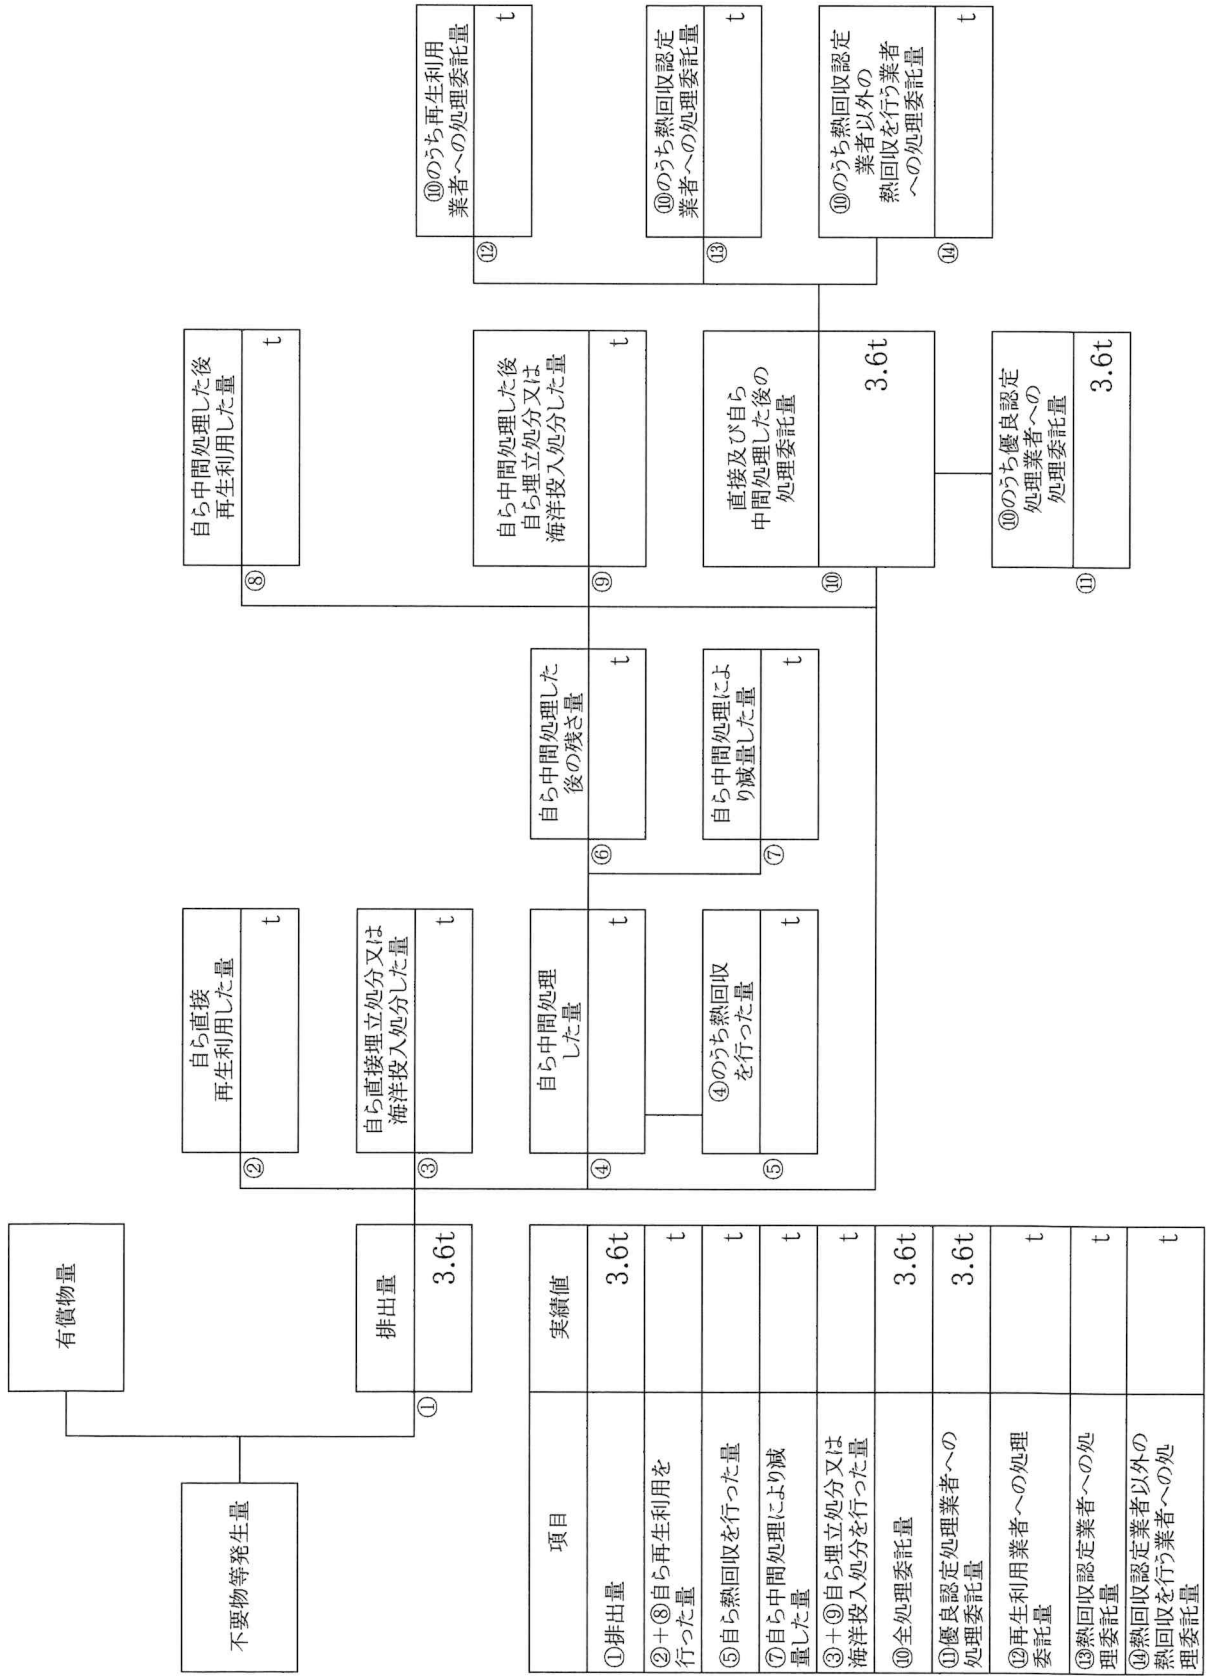 不要物等発生量
有償物量
①
排出量
3.6t
②
自ら直接
再生利用した量
t
③
自ら直接埋立処分又は
海洋投入処分した量
t
④
自ら中間処理
した量
t
⑤
④のうち熱回収
を行った量
t
⑥
自ら中間処理した
後の残さ量
t
⑦
自ら中間処理によ
り減量した量
t
⑧
自ら中間処理した後
再生利用した量
t
⑨
自ら中間処理した後
自ら埋立処分又は
海洋投入処分した量
t
⑩
直接及び自ら
中間処理した後の
処理委託量
3.6t
⑪
⑩のうち優良認定
処理業者への
処理委託量
3.6t
⑫
⑩のうち再生利用
業者への処理委託量
t
⑬
⑩のうち熱回収認定
業者への処理委託量
t
⑭
⑩のうち熱回収認定
業者以外の
熱回収を行う業者
への処理委託量
t
項目
実績値
①排出量
3.6t
②+⑧自ら再生利用を
行った量
t
⑤自ら熱回収を行った量
t
⑦自ら中間処理により減
量した量
t
③+⑨自ら埋立処分又は
海洋投入処分を行った量
t
⑩全処理委託量
3.6t
⑪優良認定処理業者への
処理委託量
3.6t
⑫再生利用業者への処理
委託量
t
⑬熱回収認定業者への処
理委託量
t
⑭熱回収認定業者以外の
熱回収を行う業者への処
理委託量
t